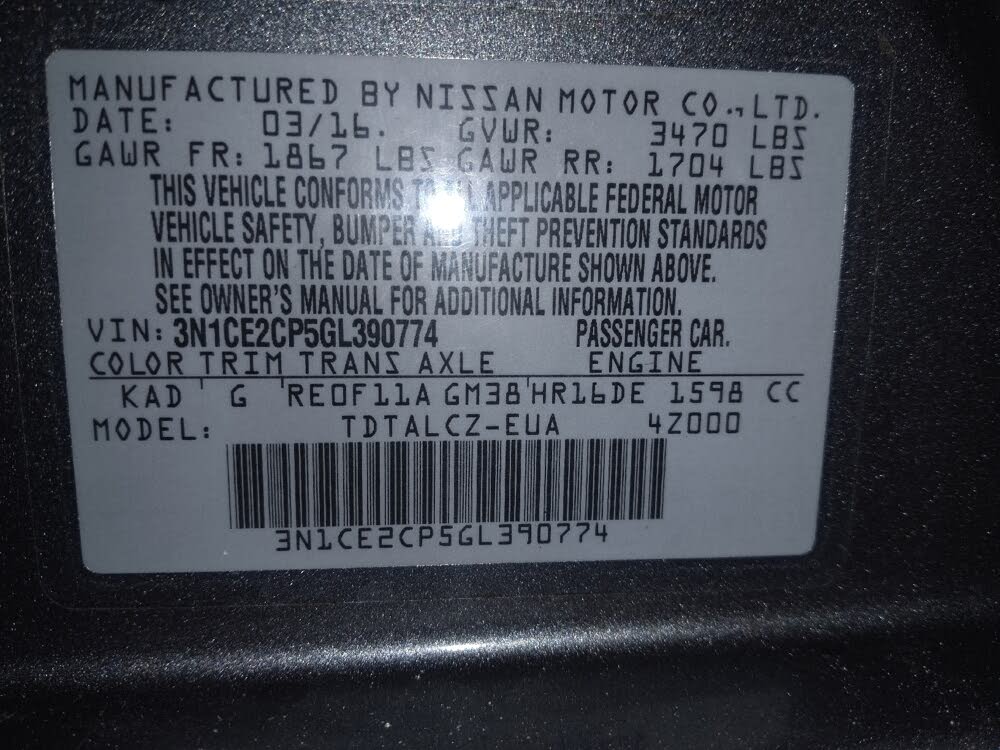 MANUFACTURED BY NISSAN MOTOR CO., LTD.
DATE: 03/16. GVWR: 3470 LBS
GAWR FR: 1867 LBS GAWR RR: 1704 LBS
THIS VEHICLE CONFORMS TO ALL APPLICABLE FEDERAL MOTOR
VEHICLE SAFETY, BUMPER AND THEFT PREVENTION STANDARDS
IN EFFECT ON THE DATE OF MANUFACTURE SHOWN ABOVE.
SEE OWNER'S MANUAL FOR ADDITIONAL INFORMATION.
VIN: 3N1CE2CP5GL390774 PASSENGER CAR.
COLOR TRIM TRANS AXLE ENGINE
KAD G RE0F11A GM38 HR16DE 1598 CC
MODEL: TDTALCZ-EUA 4Z000
3N1CE2CP5GL390774